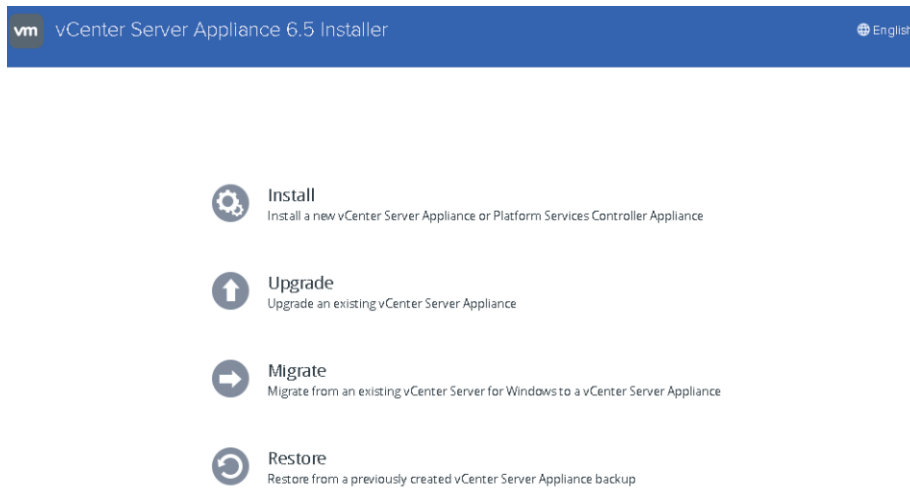 vm vCenter Server Appliance 6.5 Installer
English
Install
Install a new vCenter Server Appliance or Platform Services Controller Appliance
Upgrade
Upgrade an existing vCenter Server Appliance
Migrate
Migrate from an existing vCenter Server for Windows to a vCenter Server Appliance
Restore
Restore from a previously created vCenter Server Appliance backup